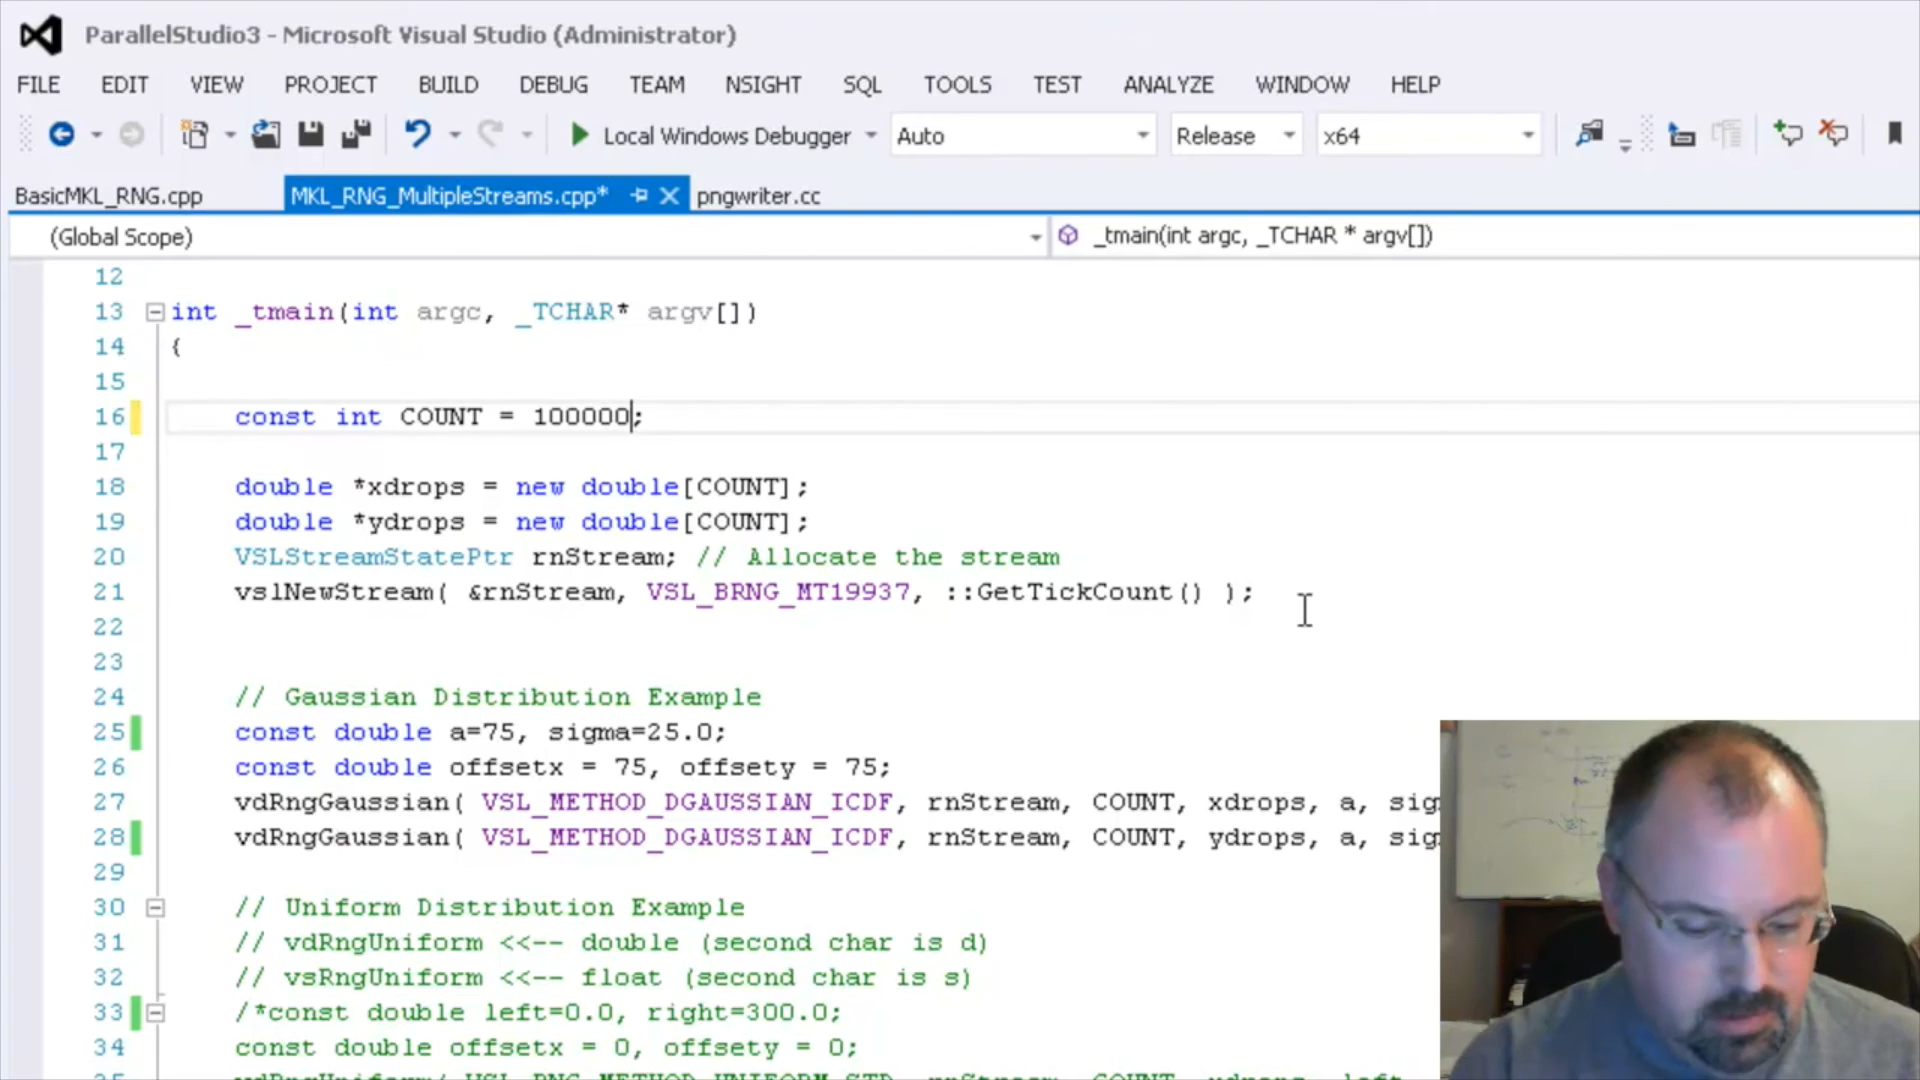 ParallelStudio3 - Microsoft Visual Studio (Administrator)
FILE EDIT VIEW PROJECT BUILD DEBUG TEAM NSIGHT SQL TOOLS TEST ANALYZE WINDOW HELP
Local Windows Debugger Auto Release x64
BasicMKL_RNG.cpp MKL_RNG_MultipleStreams.cpp* pngwriter.cc
(Global Scope) _tmain(int argc, _TCHAR * argv[])
12
13 int _tmain(int argc, _TCHAR* argv[])
14 {
15
16 const int COUNT = 100000;
17
18 double *xdrops = new double[COUNT];
19 double *ydrops = new double[COUNT];
20 VSLStreamStatePtr rnStream; // Allocate the stream
21 vslNewStream( &rnStream, VSL_BRNG_MT19937, ::GetTickCount() );
22
23
24 // Gaussian Distribution Example
25 const double a=75, sigma=25.0;
26 const double offsetx = 75, offsety = 75;
27 vdRngGaussian( VSL_METHOD_DGAUSSIAN_ICDF, rnStream, COUNT, xdrops, a, sig
28 vdRngGaussian( VSL_METHOD_DGAUSSIAN_ICDF, rnStream, COUNT, ydrops, a, sig
29
30 // Uniform Distribution Example
31 // vdRngUniform <<-- double (second char is d)
32 // vsRngUniform <<-- float (second char is s)
33 /*const double left=0.0, right=300.0;
34 const double offsetx = 0, offsety = 0;